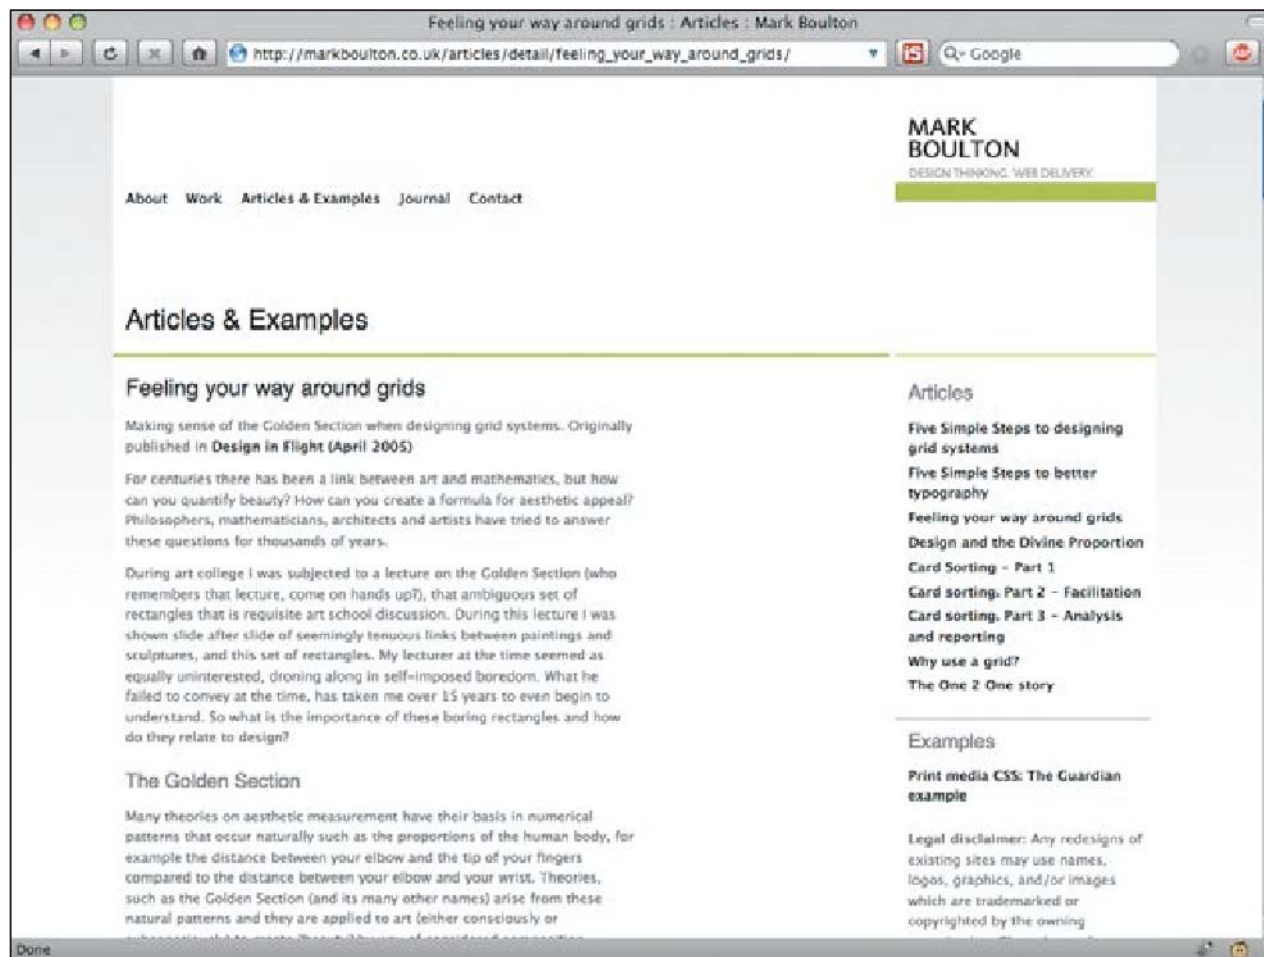 Feeling your way around grids : Articles : Mark Boulton
http://markboulton.co.uk/articles/detail/feeling_your_way_around_grids/
Google
MARK
BOULTON
DESIGN THINKING. WEB DELIVERY.
About Work Articles & Examples Journal Contact
Articles & Examples
Feeling your way around grids
Making sense of the Golden Section when designing grid systems. Originally
published in Design in Flight (April 2005)
For centuries there has been a link between art and mathematics, but how
can you quantify beauty? How can you create a formula for aesthetic appeal?
Philosophers, mathematicians, architects and artists have tried to answer
these questions for thousands of years.
During art college I was subjected to a lecture on the Golden Section (who
remembers that lecture, come on hands up?), that ambiguous set of
rectangles that is requisite art school discussion. During this lecture I was
shown slide after slide of seemingly tenuous links between paintings and
sculptures, and this set of rectangles. My lecturer at the time seemed as
equally uninterested, droning along in self-imposed boredom. What he
failed to convey at the time, has taken me over 15 years to even begin to
understand. So what is the importance of these boring rectangles and how
do they relate to design?
The Golden Section
Many theories on aesthetic measurement have their basis in numerical
patterns that occur naturally such as the proportions of the human body, for
example the distance between your elbow and the tip of your fingers
compared to the distance between your elbow and your wrist. Theories,
such as the Golden Section (and its many other names) arise from these
natural patterns and they are applied to art (either consciously or
Articles
Five Simple Steps to designing
grid systems
Five Simple Steps to better
typography
Feeling your way around grids
Design and the Divine Proportion
Card Sorting - Part 1
Card sorting. Part 2 - Facilitation
Card sorting. Part 3 - Analysis
and reporting
Why use a grid?
The One 2 One story
Examples
Print media CSS: The Guardian
example
Legal disclaimer: Any redesigns of
existing sites may use names,
logos, graphics, and/or images
which are trademarked or
copyrighted by the owning
Done